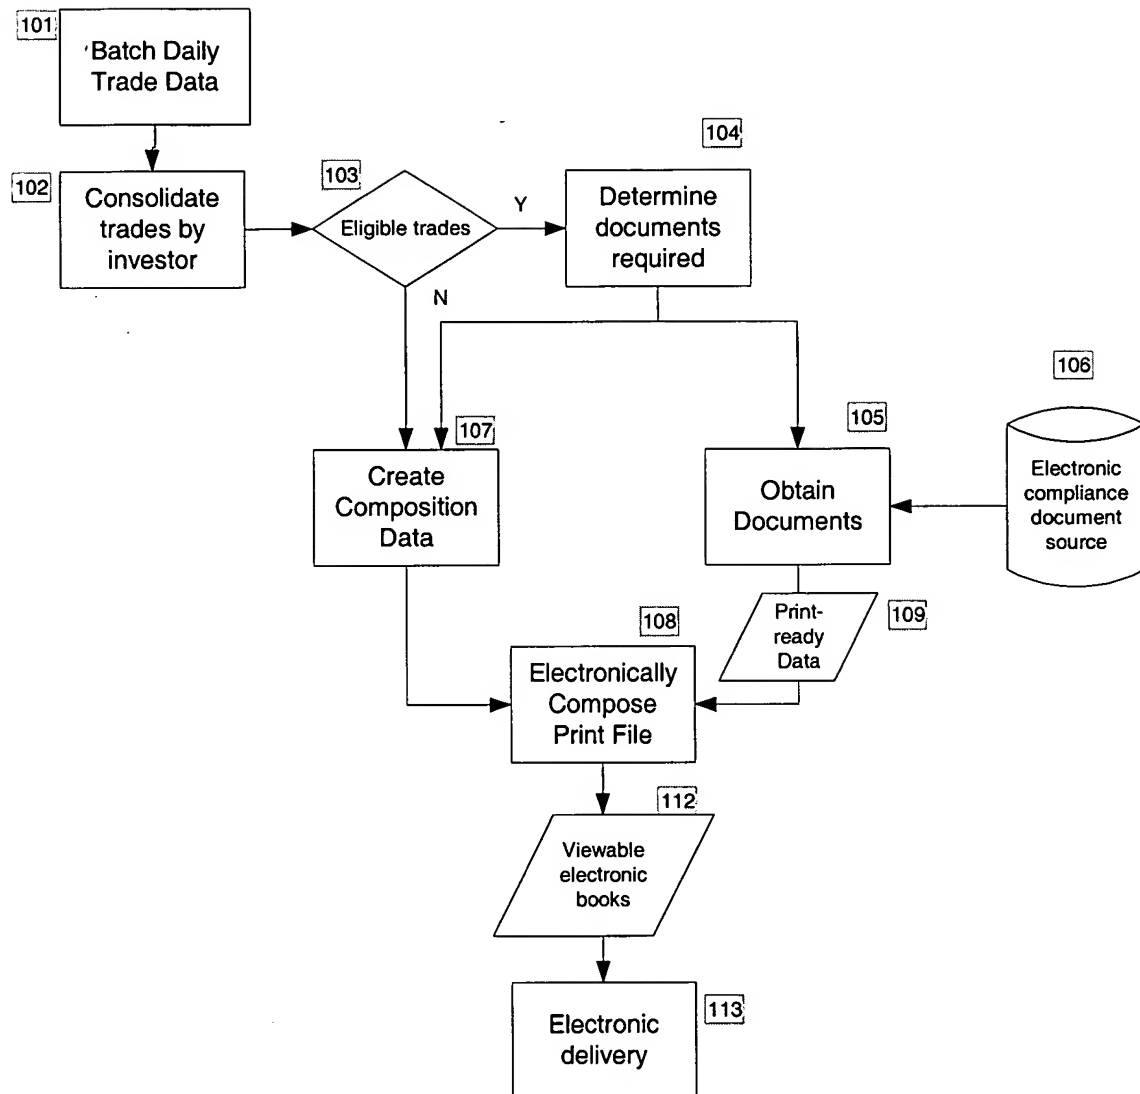 101
Batch Daily
Trade Data
102
Consolidate
trades by
investor
103
Eligible trades
Y
N
104
Determine
documents
required
107
Create
Composition
Data
105
Obtain
Documents
106
Electronic
compliance
document
source
109
Print-
ready
Data
108
Electronically
Compose
Print File
112
Viewable
electronic
books
113
Electronic
delivery